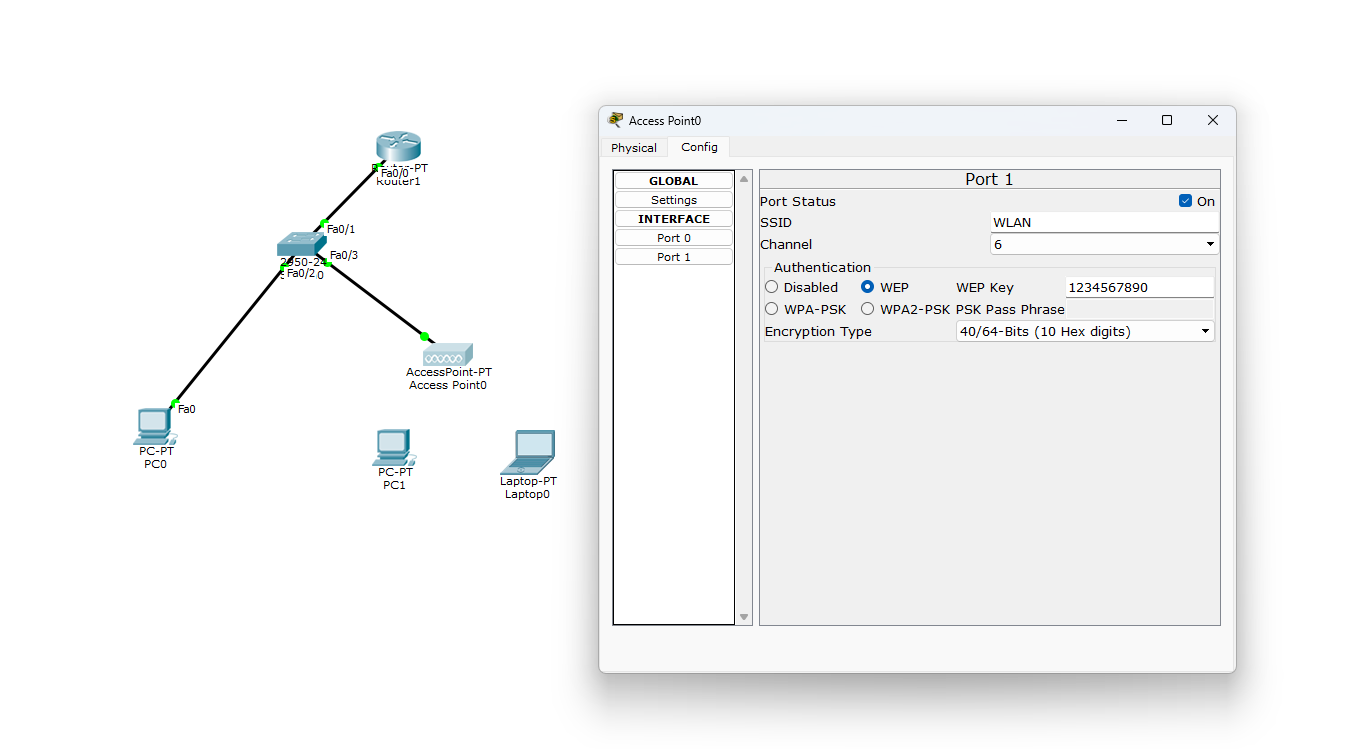 Router-PT
Fa0/0
Router1
Fa0/1
Fa0/3
2950-24
Fa0/2
Fa0
PC-PT
PC0
AccessPoint-PT
Access Point0
PC-PT
PC1
Laptop-PT
Laptop0
Access Point0
Physical
Config
GLOBAL
Settings
INTERFACE
Port 0
Port 1
Port 1
Port Status On
SSID WLAN
Channel 6
Authentication
Disabled WEP WEP Key 1234567890
WPA-PSK WPA2-PSK PSK Pass Phrase
Encryption Type 40/64-Bits (10 Hex digits)